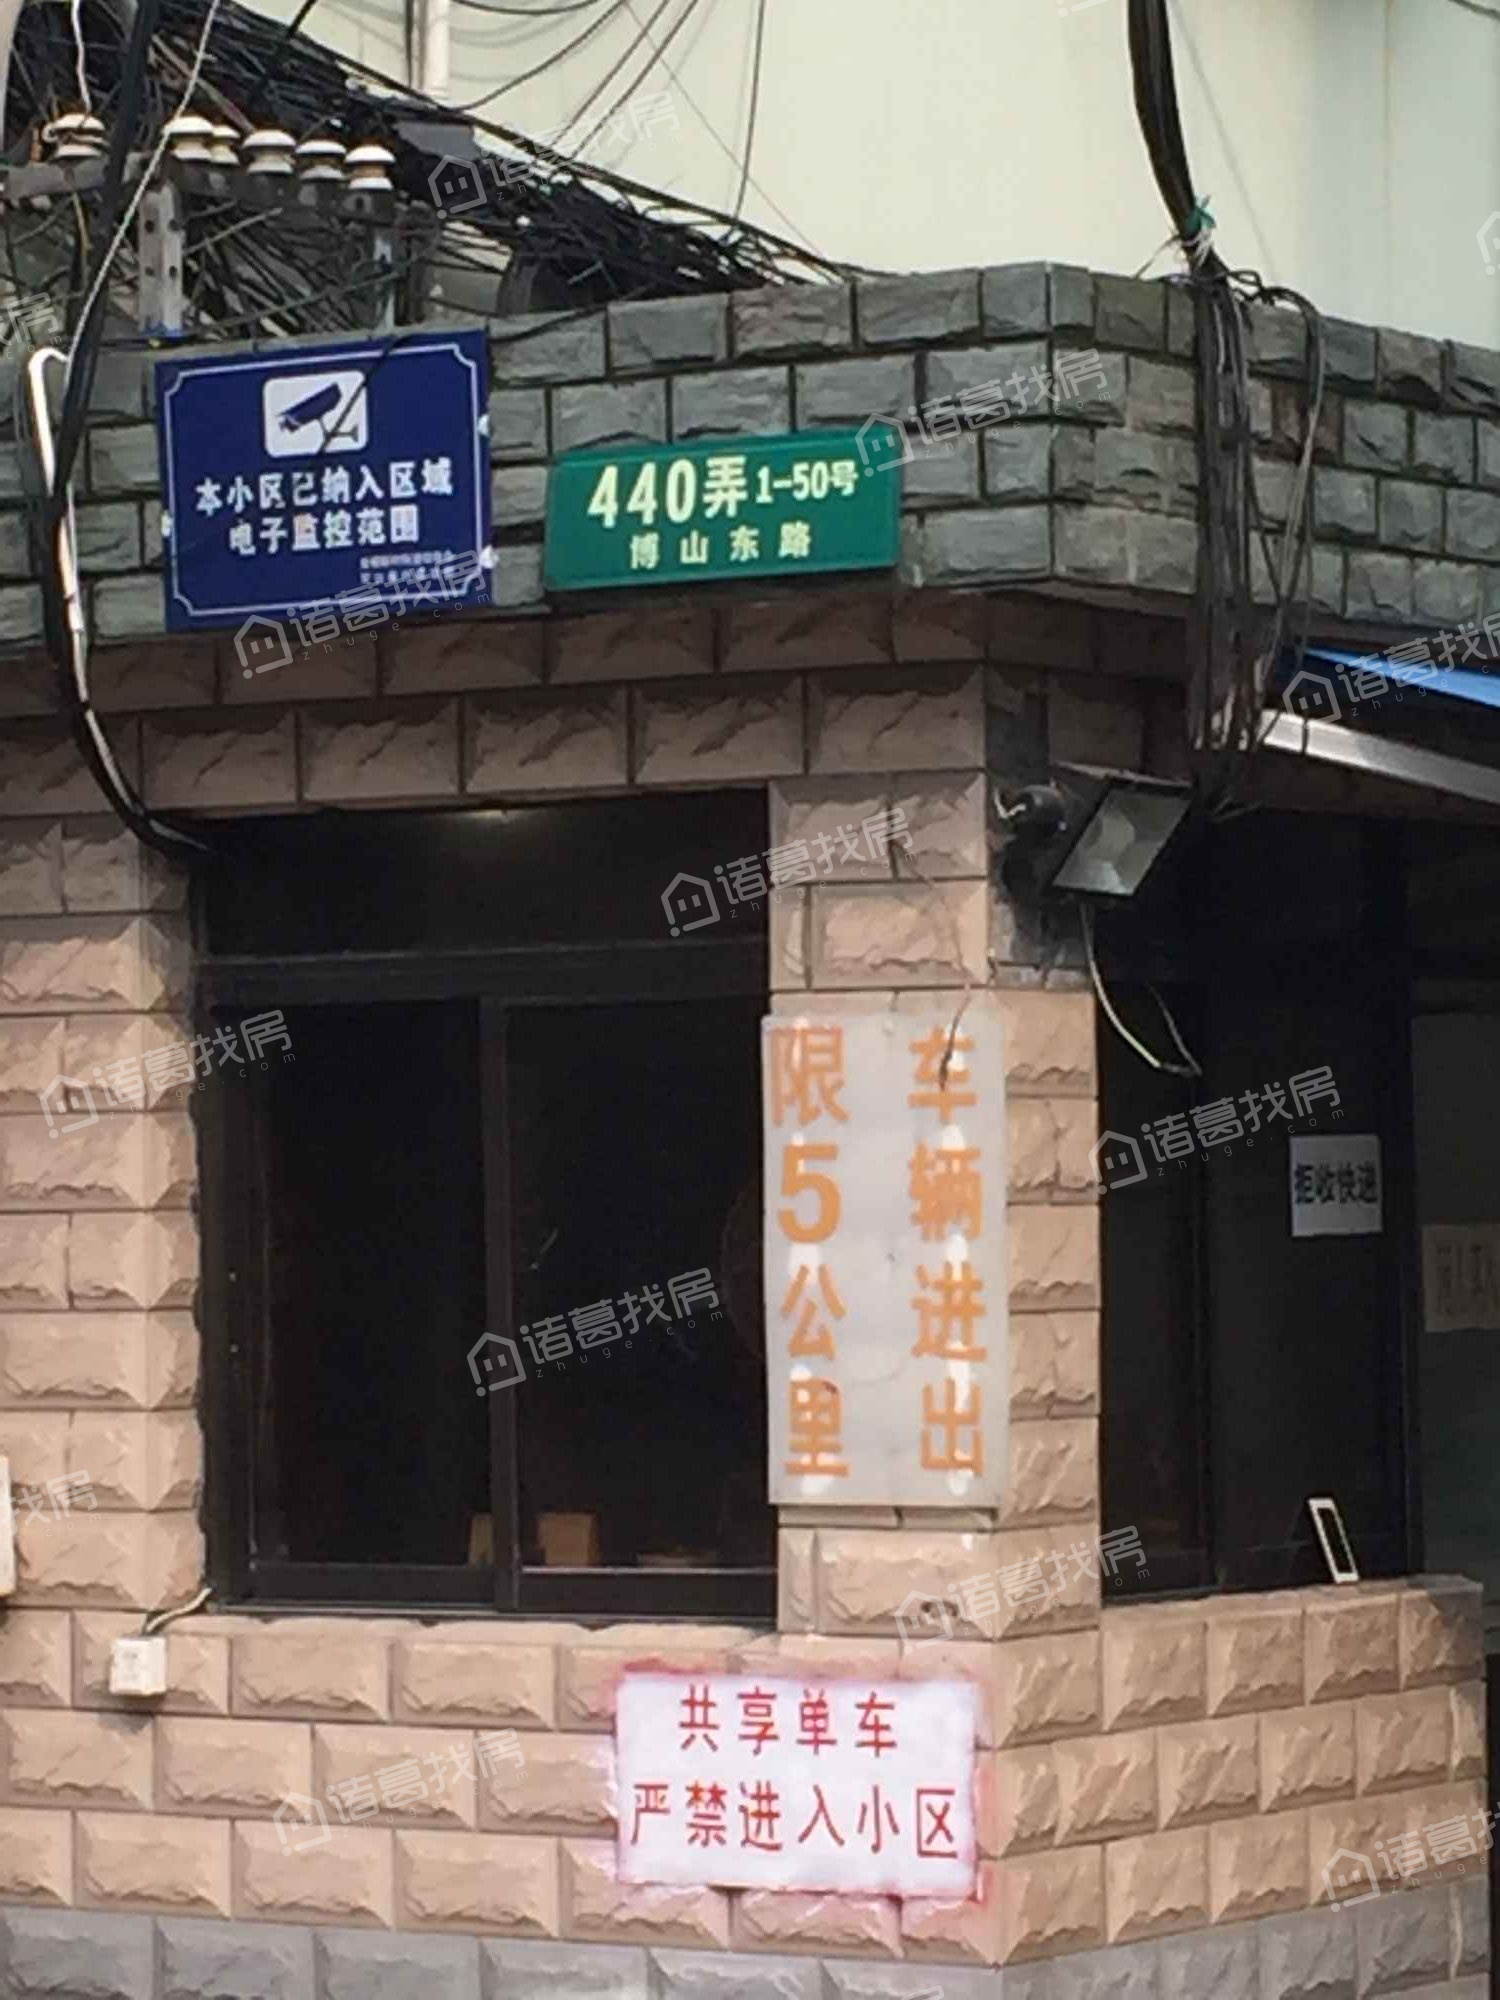 本小区已纳入区域
电子监控范围
440弄1-50号
博山东路
车辆进出
限5公里
拒收快递
共享单车
严禁进入小区
诸葛找房
zhuge.com